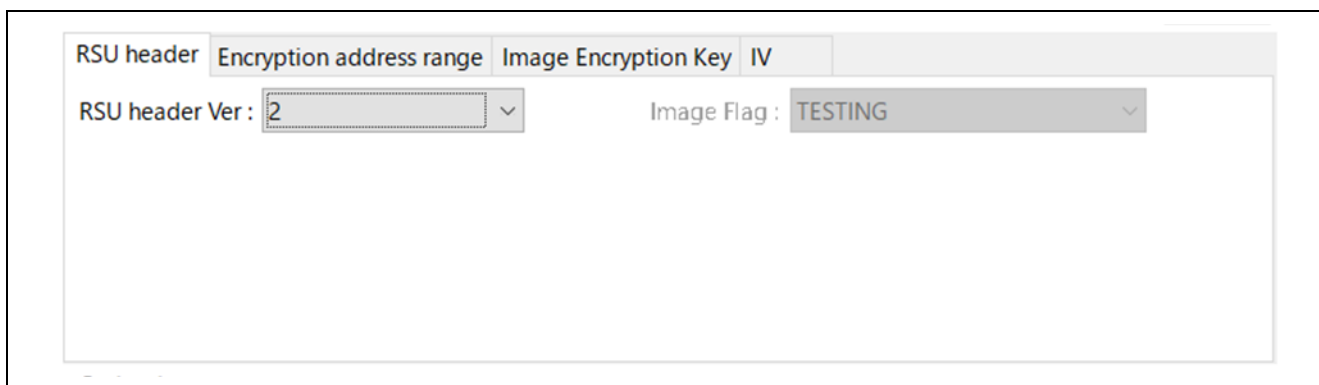 RSU header Encryption address range Image Encryption Key IV
RSU header Ver : 2 Image Flag : TESTING